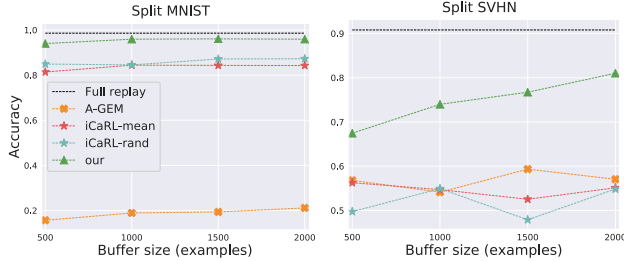 Split MNIST
Accuracy
1,0
0.8
0.6
0.4
0.2
Full replay
A-GEM
iCaRL-mean
iCaRL-rand
our
500
1000
1500
2000
Buffer size (examples)
Split SVHN
0.9
0.8
0.7
0.6
0.5
500
1000
1500
2000
Buffer size (examples)